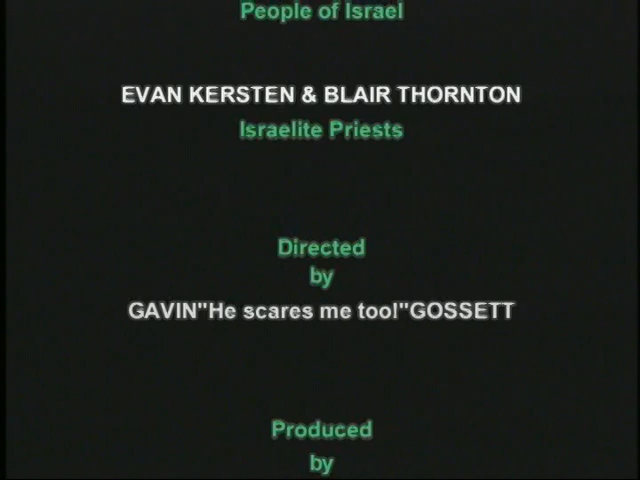 People of Israel
EVAN KERSTEN & BLAIR THORNTON
Israelite Priests
Directed
by
GAVIN"He scares me too!"GOSSETT
Produced
by